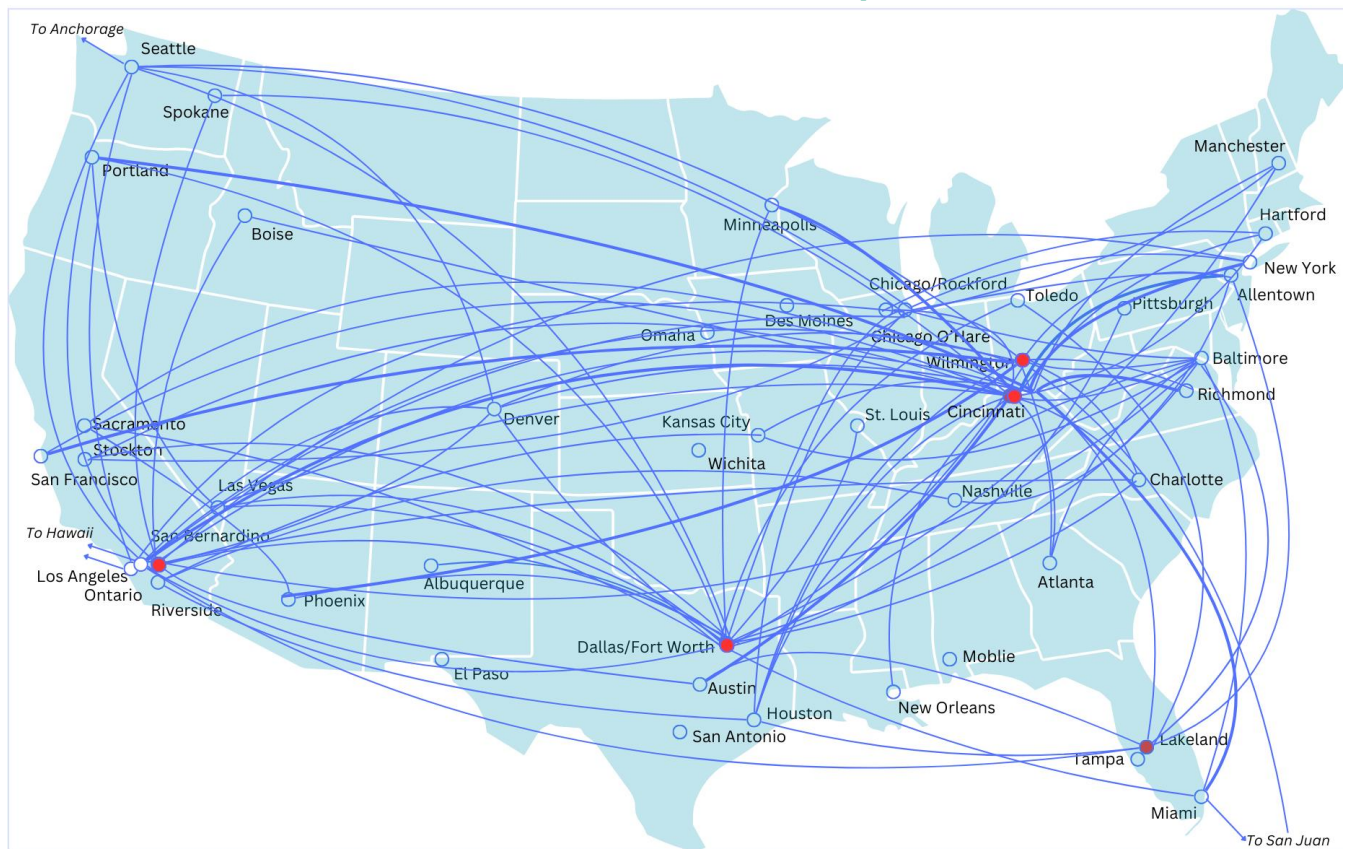 To Anchorage
Seattle
Spokane
Portland
Boise
Manchester
Hartford
Minneapolis
New York
Chicago/Rockford
Toledo
Allentown
Pittsburgh
Des Moines
Omaha
Chicago O'Hare
Wilmington
Baltimore
Richmond
Cincinnati
Denver
Kansas City
St. Louis
Sacramento
Stockton
Wichita
San Francisco
Las Vegas
Nashville
Charlotte
To Hawaii
San Bernardino
Los Angeles
Ontario
Riverside
Phoenix
Albuquerque
Atlanta
Dallas/Fort Worth
Moblie
El Paso
Austin
New Orleans
Houston
San Antonio
Lakeland
Tampa
Miami
To San Juan